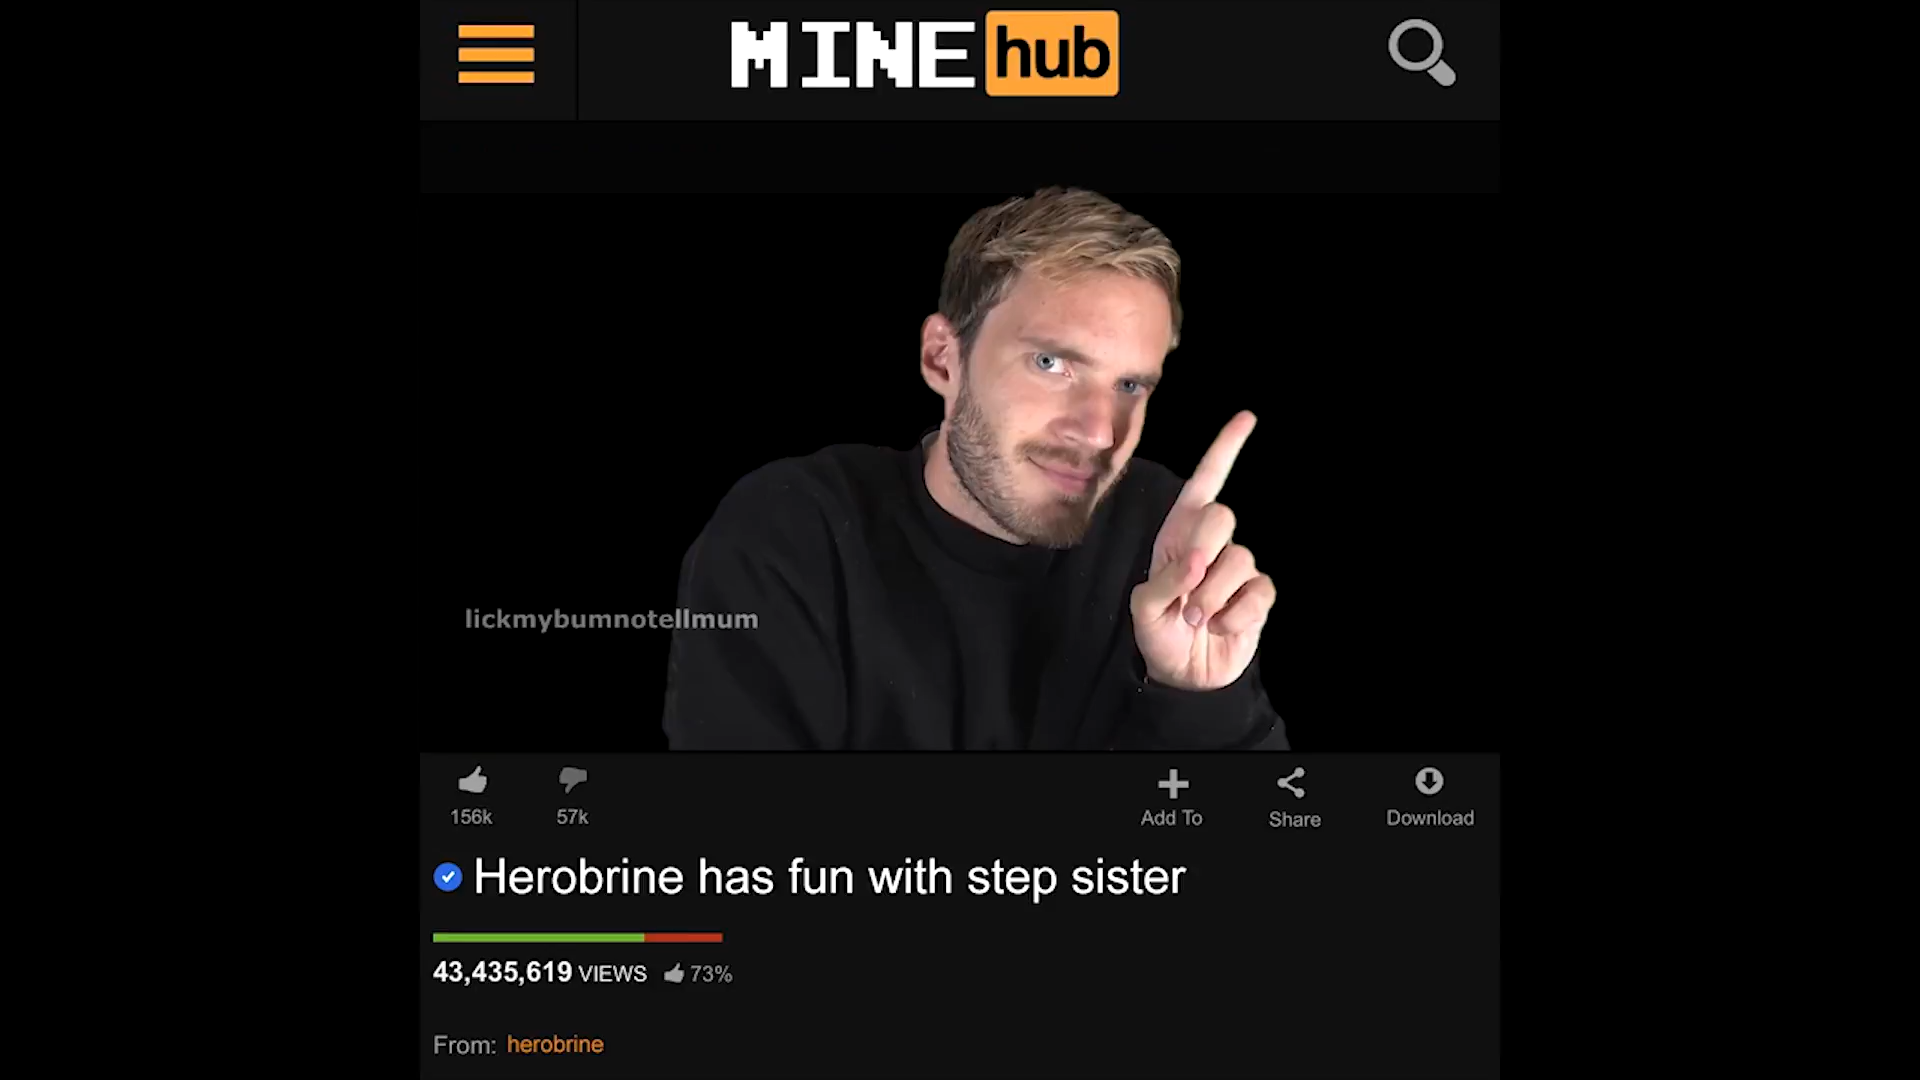 MINE hub
lickmybumnotellmum
156k 57k Add To Share Download
Herobrine has fun with step sister
43,435,619 VIEWS 73%
From: herobrine